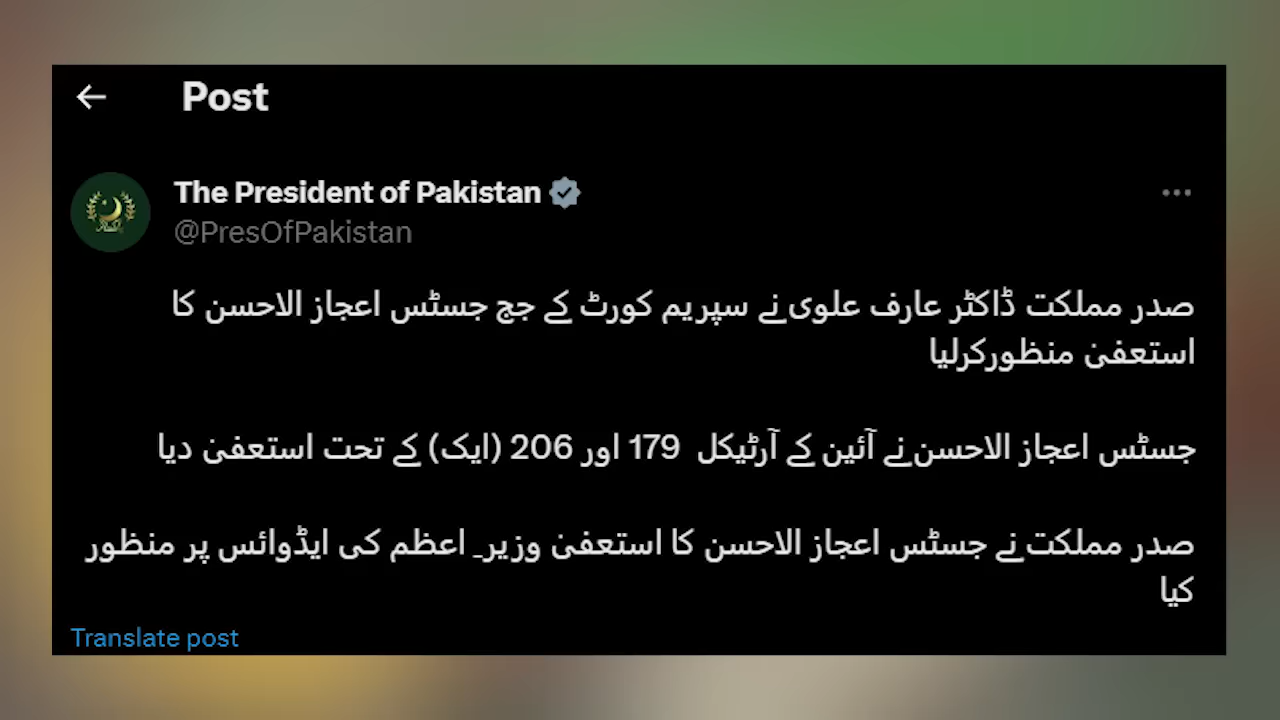 Post
The President of Pakistan
@PresOfPakistan
صدر مملکت ڈاکٹر عارف علوی نے سپریم کورٹ کے جج جسٹس اعجاز الاحسن کا
استعفیٰ منظورکرلیا
جسٹس اعجاز الاحسن نے آئین کے آرٹیکل 179 اور 206 (ایک) کے تحت استعفیٰ دیا
صدر مملکت نے جسٹس اعجاز الاحسن کا استعفیٰ وزیرِ اعظم کی ایڈوائس پر منظور
کیا
Translate post